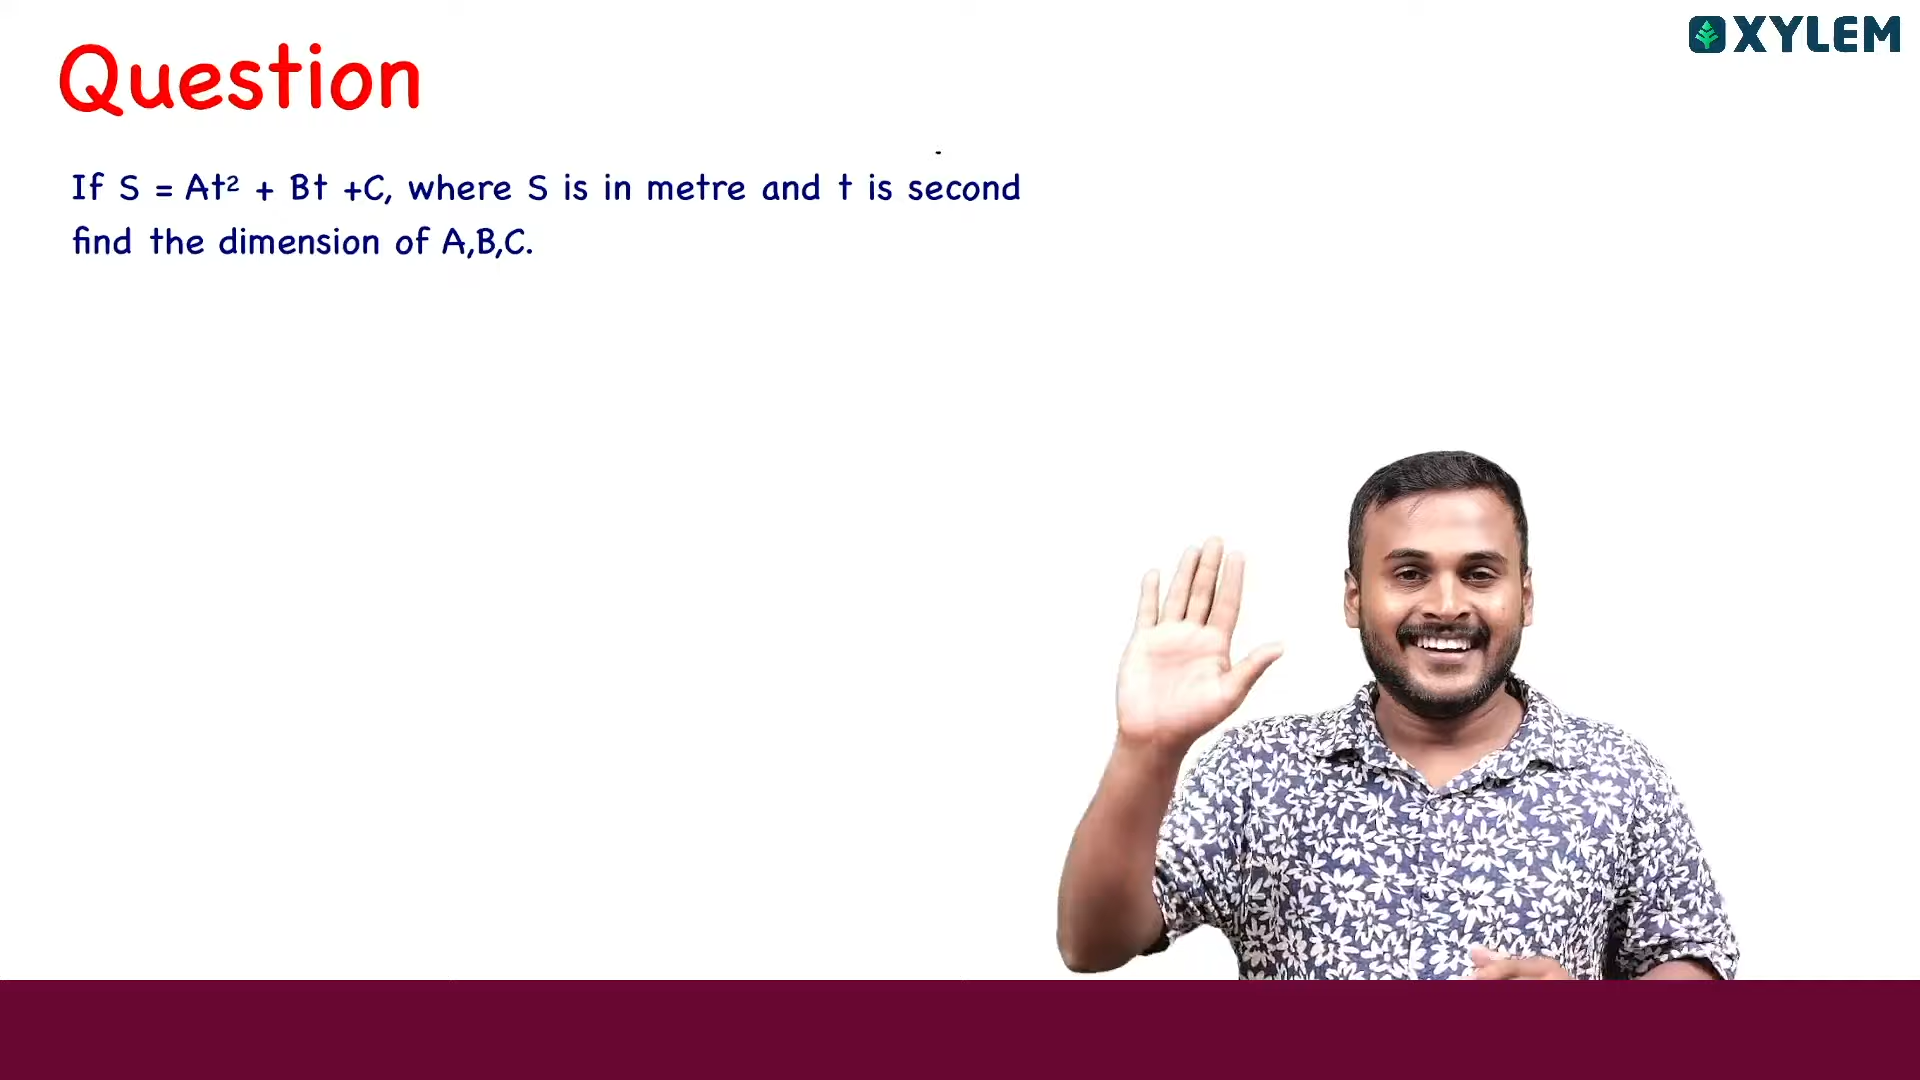 XYLEM
Question
If S = At² + Bt +C, where S is in metre and t is second
find the dimension of A,B,C.